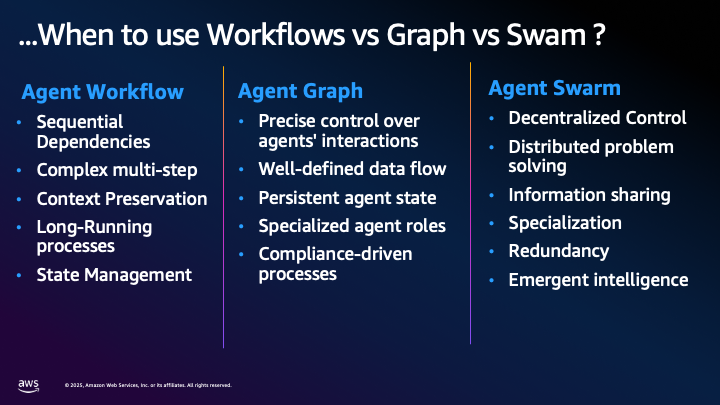 ...When to use Workflows vs Graph vs Swam ?
Agent Workflow
• Sequential
Dependencies
• Complex multi-step
• Context Preservation
• Long-Running
processes
• State Management
Agent Graph
• Precise control over
agents' interactions
• Well-defined data flow
• Persistent agent state
• Specialized agent roles
• Compliance-driven
processes
Agent Swarm
• Decentralized Control
• Distributed problem
solving
• Information sharing
• Specialization
• Redundancy
• Emergent intelligence
aws
© 2025, Amazon Web Services, Inc. or its affiliates. All rights reserved.